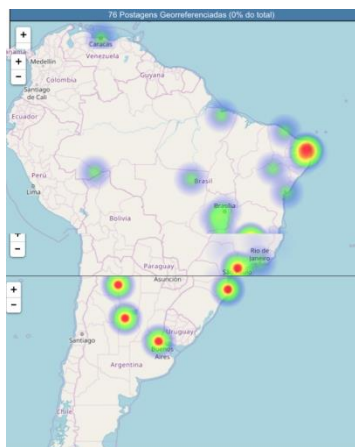 76 Postagens Georreferenciadas (0% do total)
+
Caracas
Venezuela
+
−
Medellín
Guyana
Colombia
Santiago
de Cali
Ecuador
Perú
Brasil
Lima
Brasília
Bolivia
−
Rio de
Janeiro
Paraguay
Asunción
+
−
Uruguay
Santiago
Buenos
Aires
Argentina
Chile